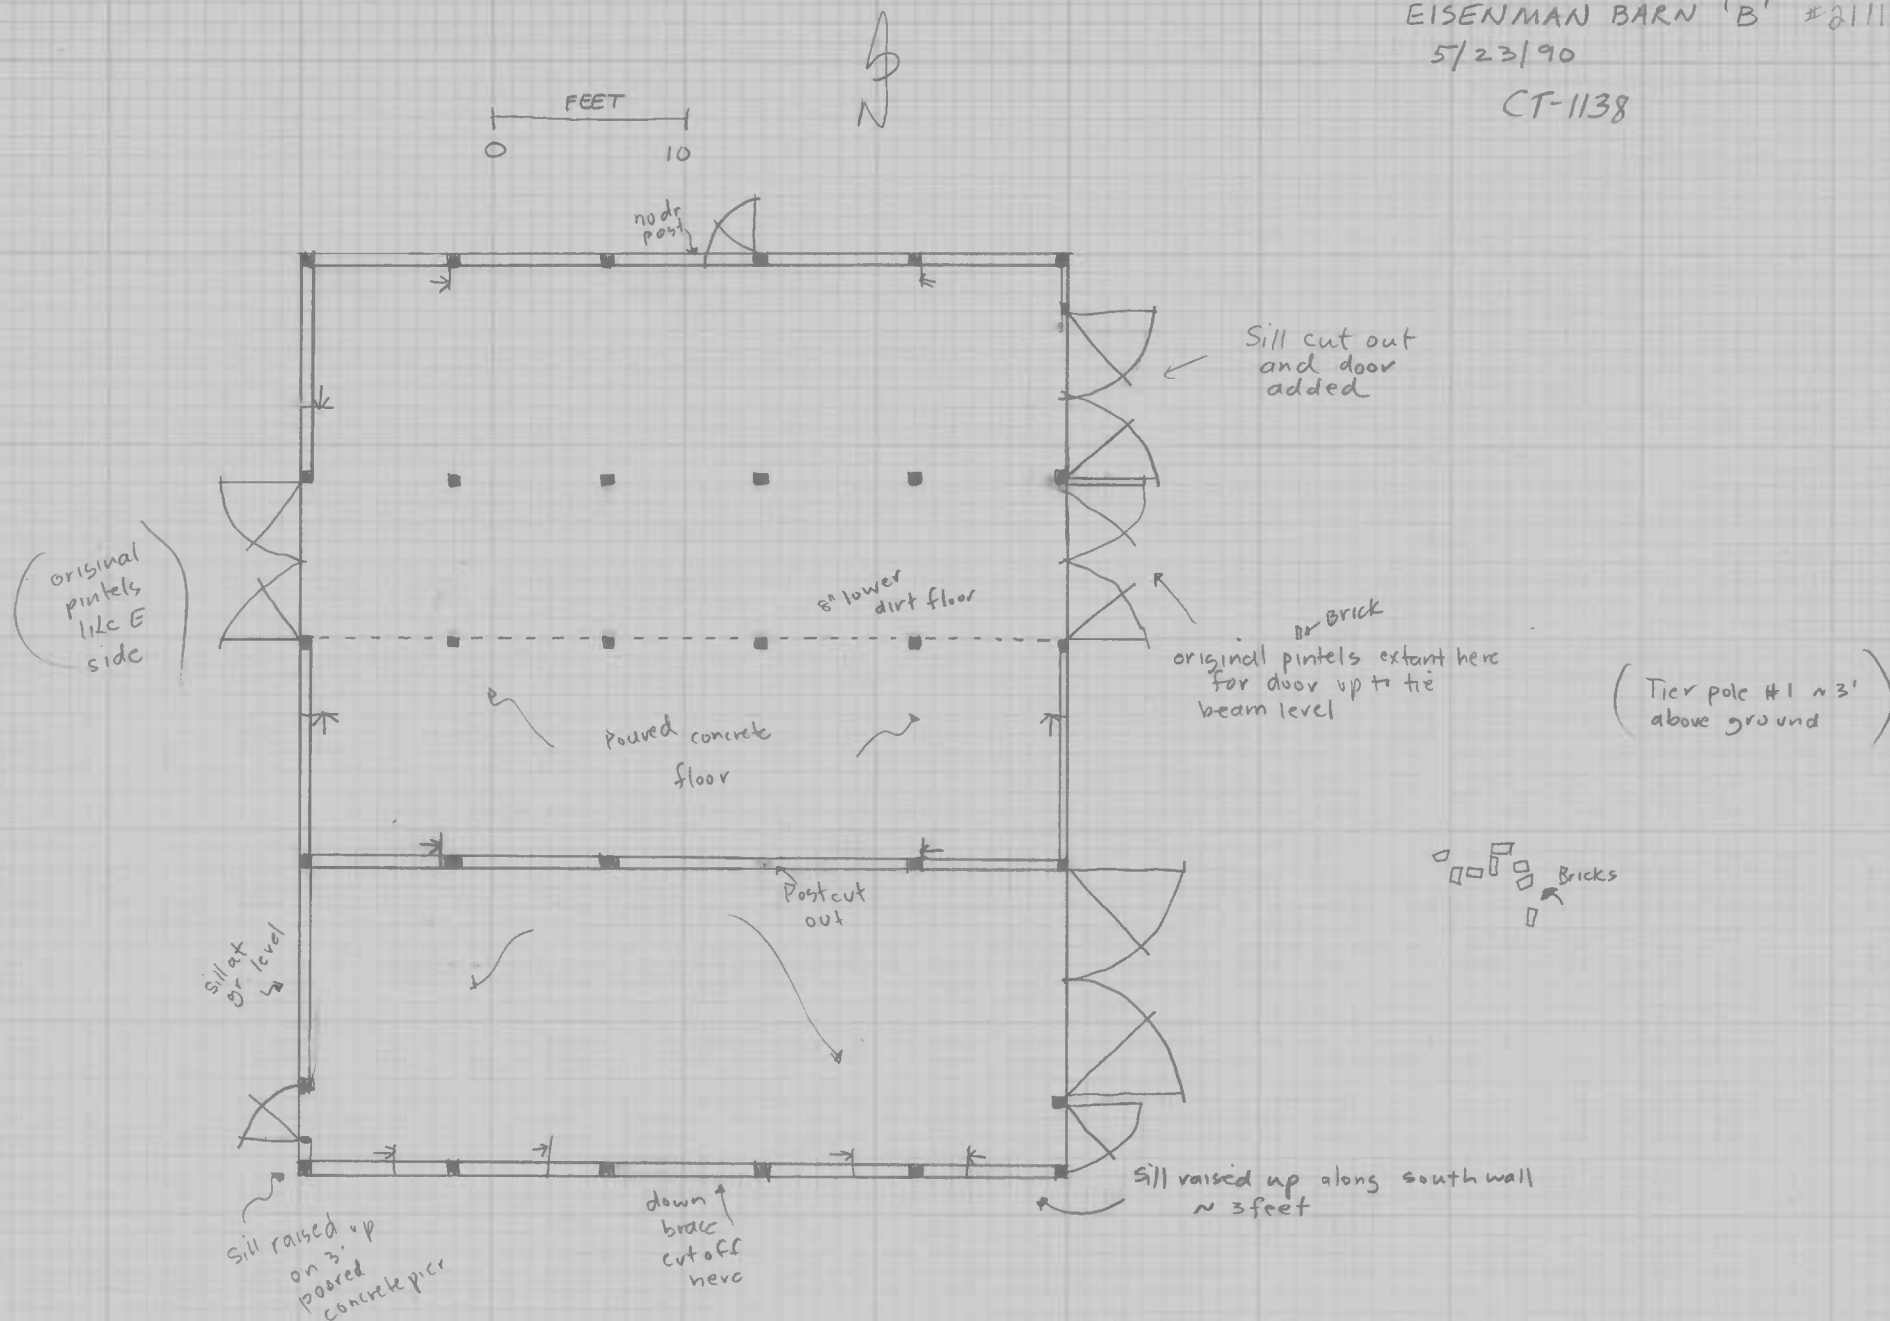 EISENMAN BARN 'B' #2111
5/23/90
CT-1138
FEET
0 10
N
no dr
post
Sill cut out
and door
added
original
pintels
like E
side
8" lower
dirt floor
Brick
original pintels extant here
for door up to tie
beam level
(Tier pole #1 ~ 3'
above ground)
Poured concrete
floor
Post cut
out
Bricks
sill at
gr level
Sill raised up along south wall
~ 3 feet
down
brace
cut off
here
Sill raised up
on 3'
poored
concrete pier